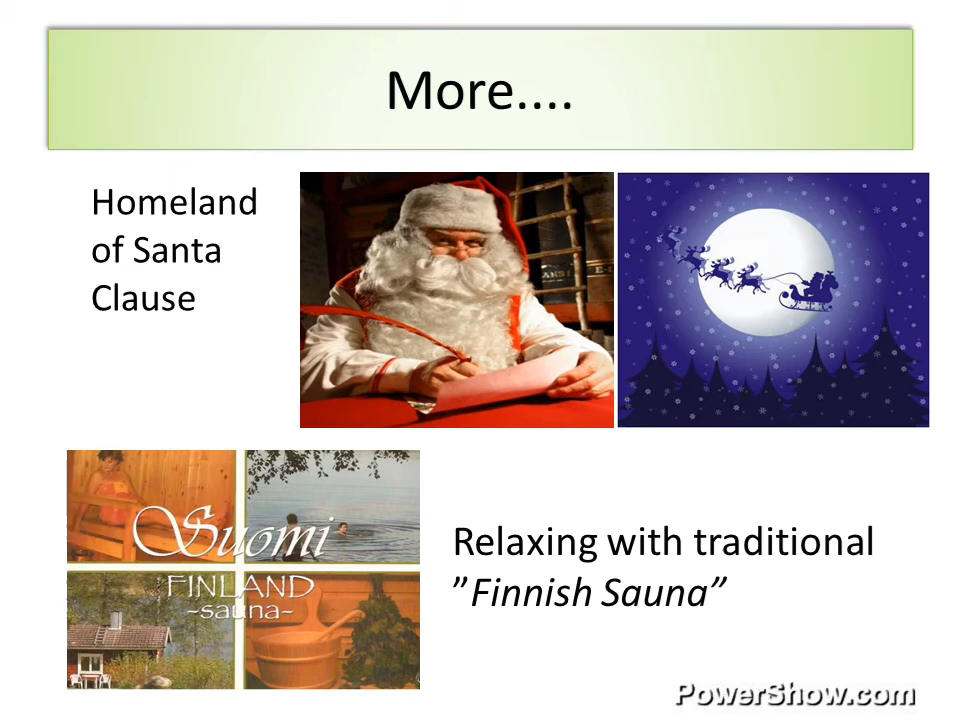 More....
Homeland
of Santa
Clause
Suomi
FINLAND
~sauna~
Relaxing with traditional
”Finnish Sauna”
PowerShow.com